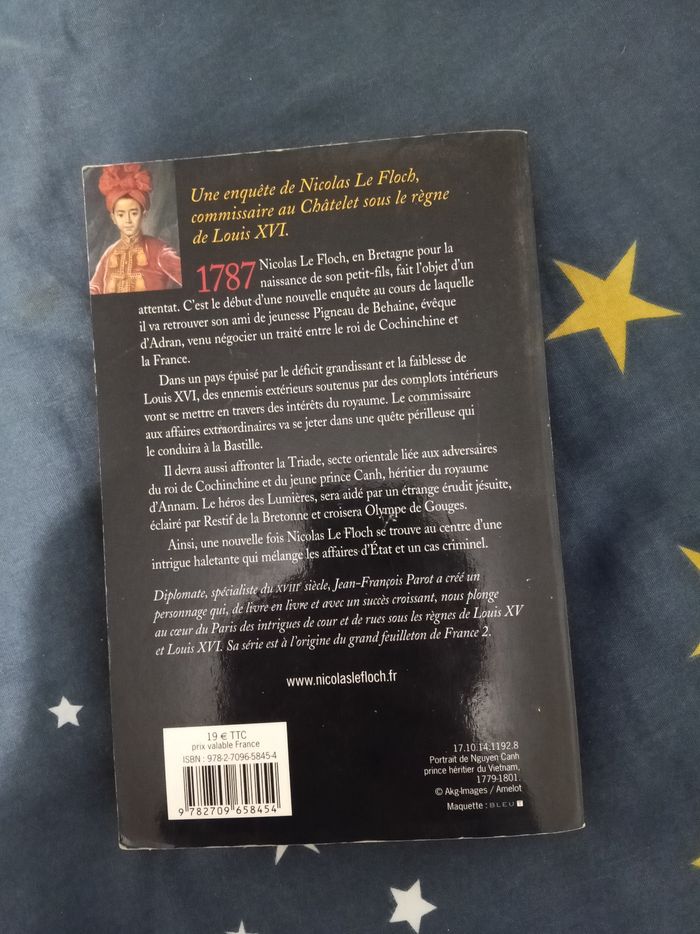 Une enquête de Nicolas Le Floch,
commissaire au Châtelet sous le règne
de Louis XVI.
1787 Nicolas Le Floch, en Bretagne pour la
naissance de son petit-fils, fait l'objet d'un
attentat. C'est le début d'une nouvelle enquête au cours de laquelle
il va retrouver son ami de jeunesse Pigneau de Behaine, évêque
d'Adran, venu négocier un traité entre le roi de Cochinchine et
la France.
Dans un pays épuisé par le déficit grandissant et la faiblesse de
Louis XVI, des ennemis extérieurs soutenus par des complots intérieurs
vont se mettre en travers des intérêts du royaume. Le commissaire
aux affaires extraordinaires va se jeter dans une quête périlleuse qui
le conduira à la Bastille.
Il devra aussi affronter la Triade, secte orientale liée aux adversaires
du roi de Cochinchine et du jeune prince Canh, héritier du royaume
d'Annam. Le héros des Lumières, sera aidé par un étrange érudit jésuite,
éclairé par Restif de la Bretonne et croisera Olympe de Gouges.
Ainsi, une nouvelle fois Nicolas Le Floch se trouve au centre d'une
intrigue haletante qui mélange les affaires d'État et un cas criminel.
Diplomate, spécialiste du XVIIIe siècle, Jean-François Parot a créé un
personnage qui, de livre en livre et avec un succès croissant, nous plonge
au cœur du Paris des intrigues de cour et de rues sous les règnes de Louis XV
et Louis XVI. Sa série est à l'origine du grand feuilleton de France 2.
www.nicolaslefloch.fr
19 € TTC
prix valable France
ISBN : 978-2-7096-5845-4
9 782709 658454
17.10.14.1192.8
Portrait de Nguyen Canh
prince héritier du Vietnam,
1779-1801.
© Akg-Images / Amelot
Maquette : BLEU T